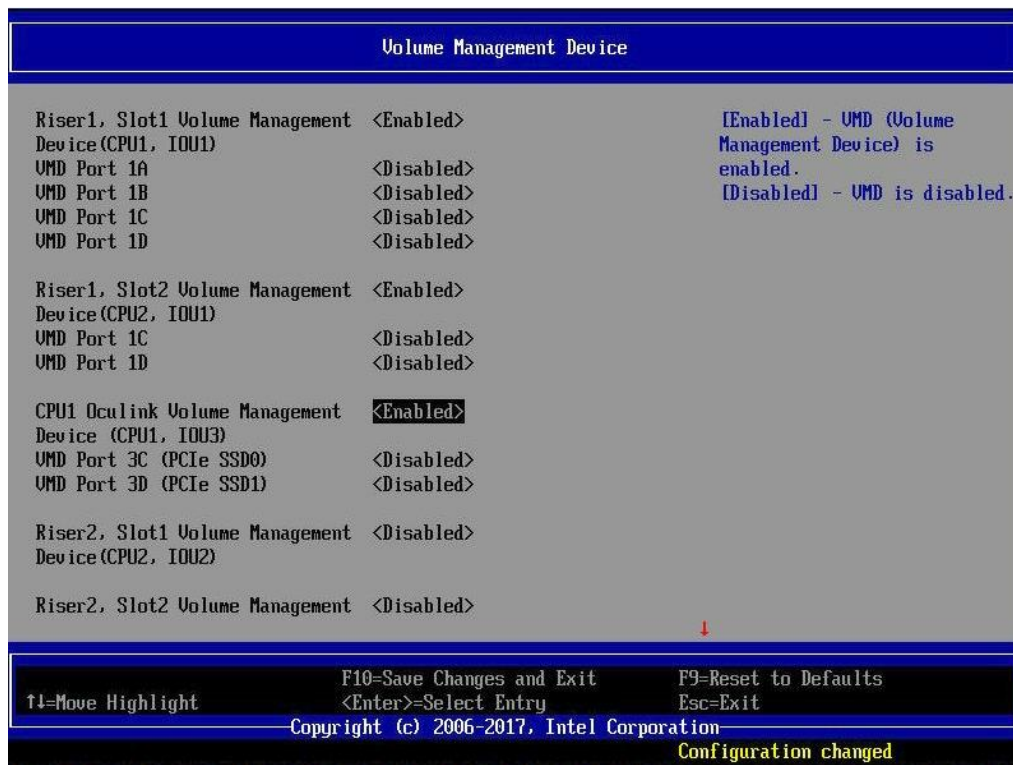 Volume Management Device
Riser1, Slot1 Volume Management <Enabled>
Device(CPU1, IOU1)
VMD Port 1A <Disabled>
VMD Port 1B <Disabled>
VMD Port 1C <Disabled>
VMD Port 1D <Disabled>
Riser1, Slot2 Volume Management <Enabled>
Device(CPU2, IOU1)
VMD Port 1C <Disabled>
VMD Port 1D <Disabled>
CPU1 Oculink Volume Management <Enabled>
Device (CPU1, IOU3)
VMD Port 3C (PCIe SSD0) <Disabled>
VMD Port 3D (PCIe SSD1) <Disabled>
Riser2, Slot1 Volume Management <Disabled>
Device(CPU2, IOU2)
Riser2, Slot2 Volume Management <Disabled>
[Enabled] - VMD (Volume
Management Device) is
enabled.
[Disabled] - VMD is disabled.
↓
F10=Save Changes and Exit F9=Reset to Defaults
↑↓=Move Highlight <Enter>=Select Entry Esc=Exit
Copyright (c) 2006-2017, Intel Corporation
Configuration changed